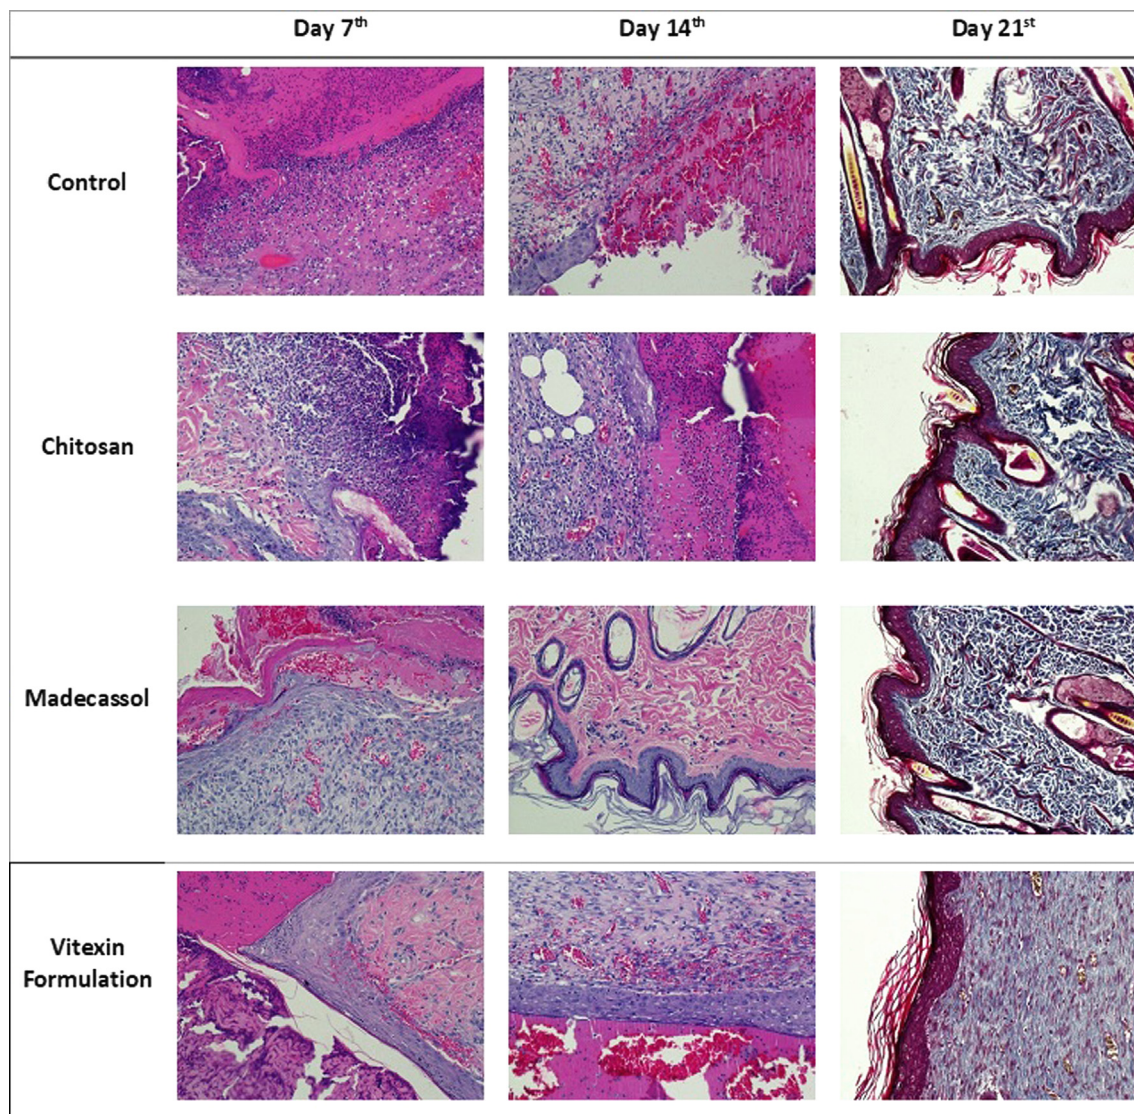 Day 7th
Day 14th
Day 21st
Control
Chitosan
Madecassol
Vitexin
Formulation